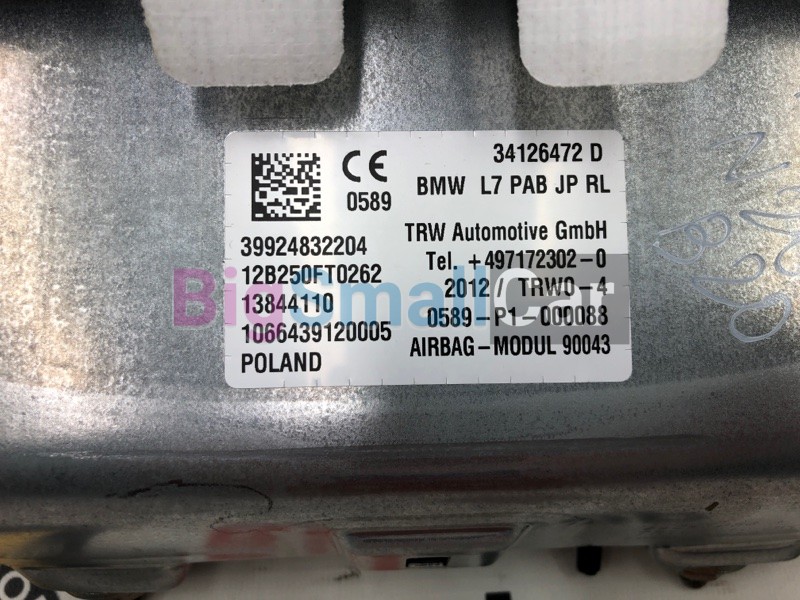 34126472 D
CE
0589
BMW L7 PAB JP RL
39924832204
12B250FT0262
13844110
1066439120005
POLAND
TRW Automotive GmbH
Tel. +497172302-0
2012 / TRWO-4
0589-P1-000088
AIRBAG-MODUL 90043
BigSmallCar